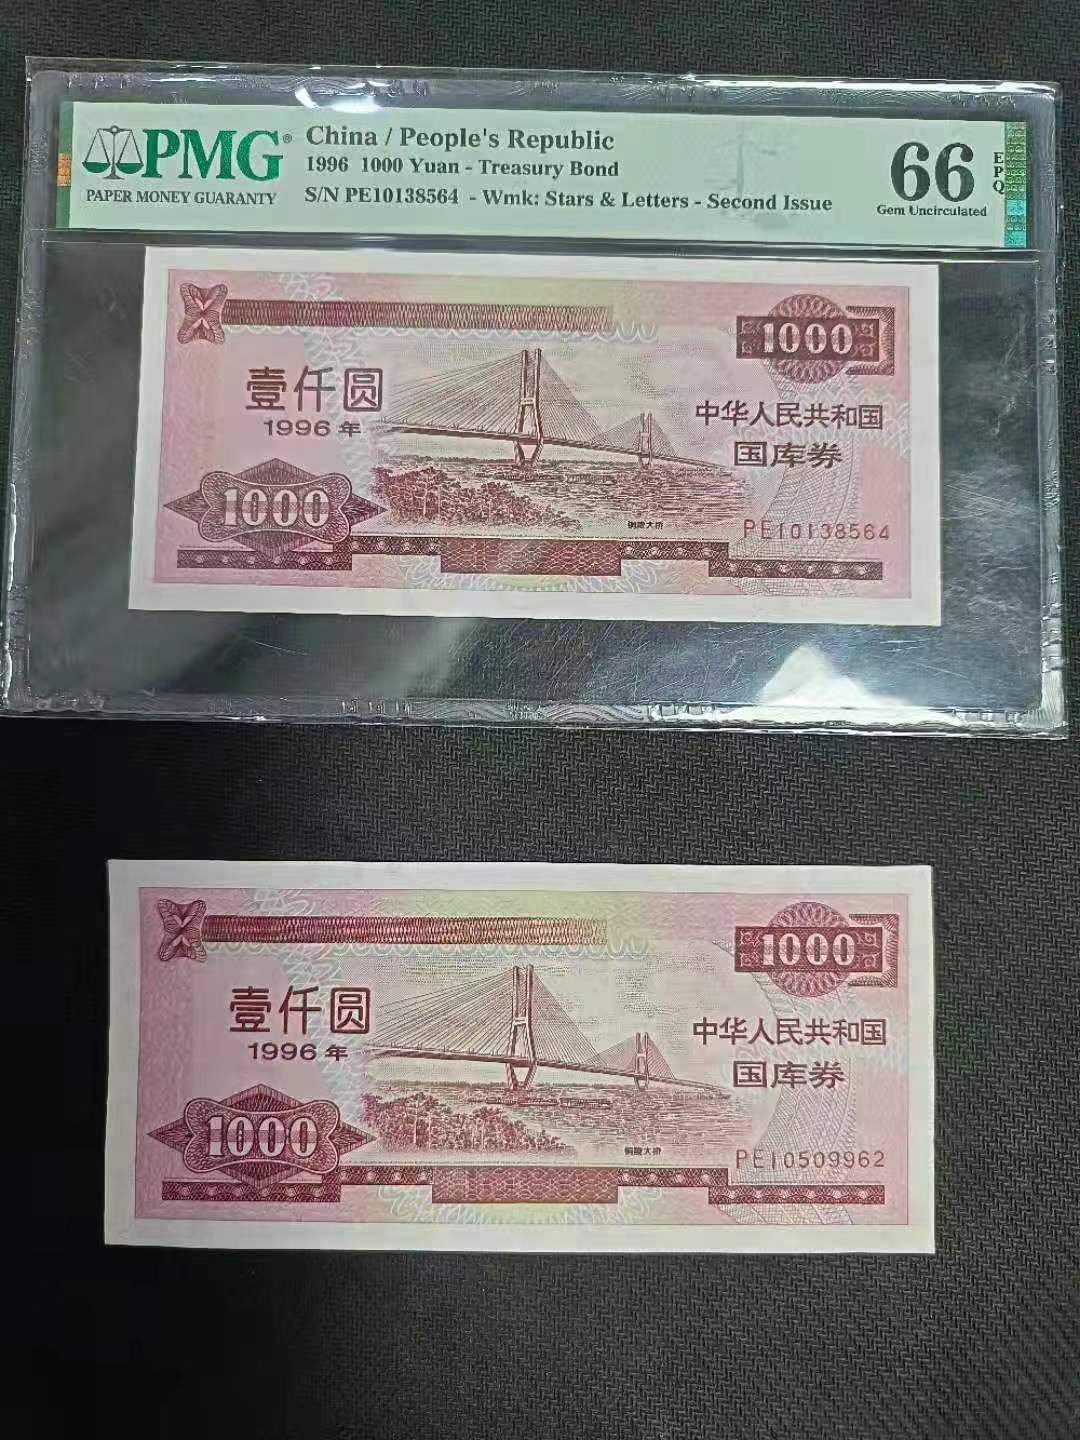 PMG®
PAPER MONEY GUARANTY
China / People's Republic
1996 1000 Yuan - Treasury Bond
S/N PE10138564 - Wmk: Stars & Letters - Second Issue
66
EPQ
Gem Uncirculated
1000
壹仟圆
1996年
中华人民共和国
国库券
1000
铜陵大桥
PE10138564
1000
壹仟圆
1996年
中华人民共和国
国库券
1000
铜陵大桥
PE10509962